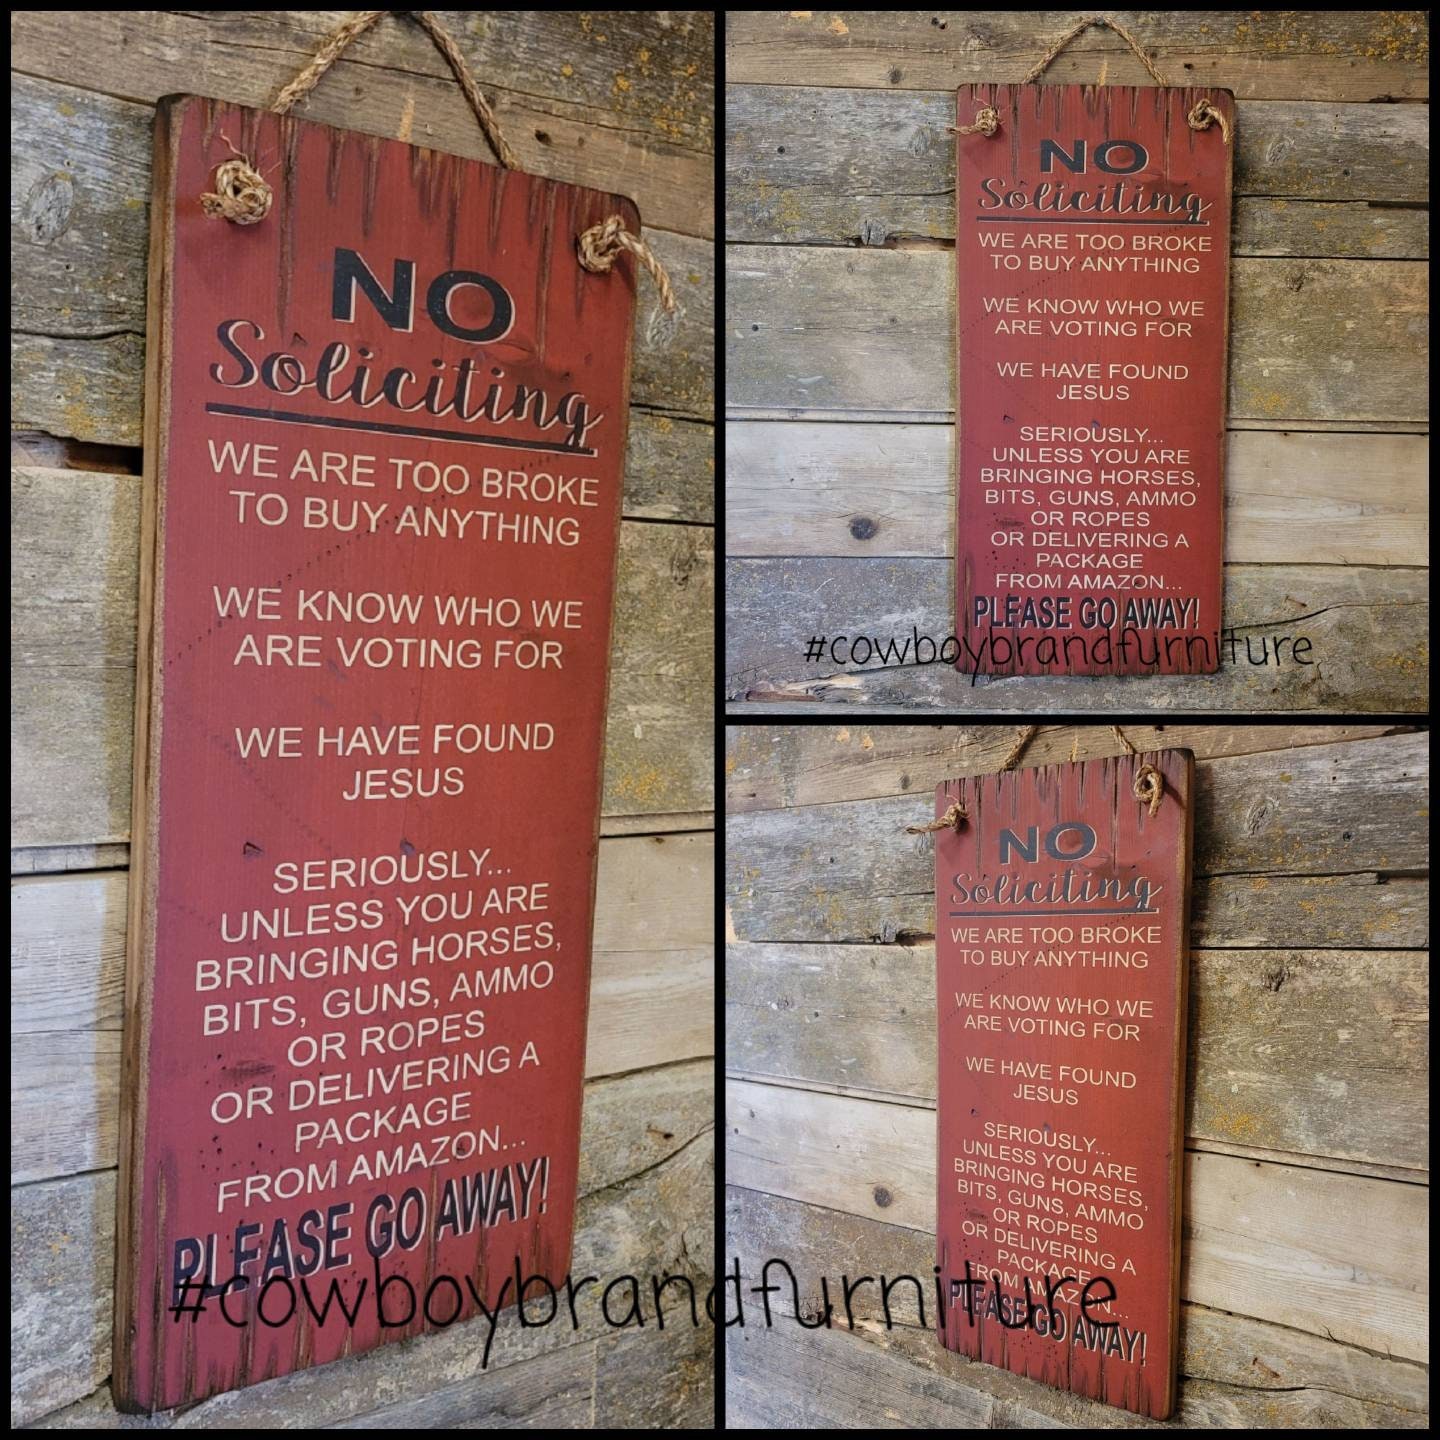 NO
Soliciting
WE ARE TOO BROKE
TO BUY ANYTHING
WE KNOW WHO WE
ARE VOTING FOR
WE HAVE FOUND
JESUS
SERIOUSLY...
UNLESS YOU ARE
BRINGING HORSES,
BITS, GUNS, AMMO
OR ROPES
OR DELIVERING A
PACKAGE
FROM AMAZON...
PLEASE GO AWAY!
NO
Soliciting
WE ARE TOO BROKE
TO BUY ANYTHING
WE KNOW WHO WE
ARE VOTING FOR
WE HAVE FOUND
JESUS
SERIOUSLY...
UNLESS YOU ARE
BRINGING HORSES,
BITS, GUNS, AMMO
OR ROPES
OR DELIVERING A
PACKAGE
FROM AMAZON...
PLEASE GO AWAY!
#cowboybrandfurniture
NO
Soliciting
WE ARE TOO BROKE
TO BUY ANYTHING
WE KNOW WHO WE
ARE VOTING FOR
WE HAVE FOUND
JESUS
SERIOUSLY...
UNLESS YOU ARE
BRINGING HORSES,
BITS, GUNS, AMMO
OR ROPES
OR DELIVERING A
PACKAGE
FROM AMAZON...
PLEASE GO AWAY!
#cowboybrandfurniture